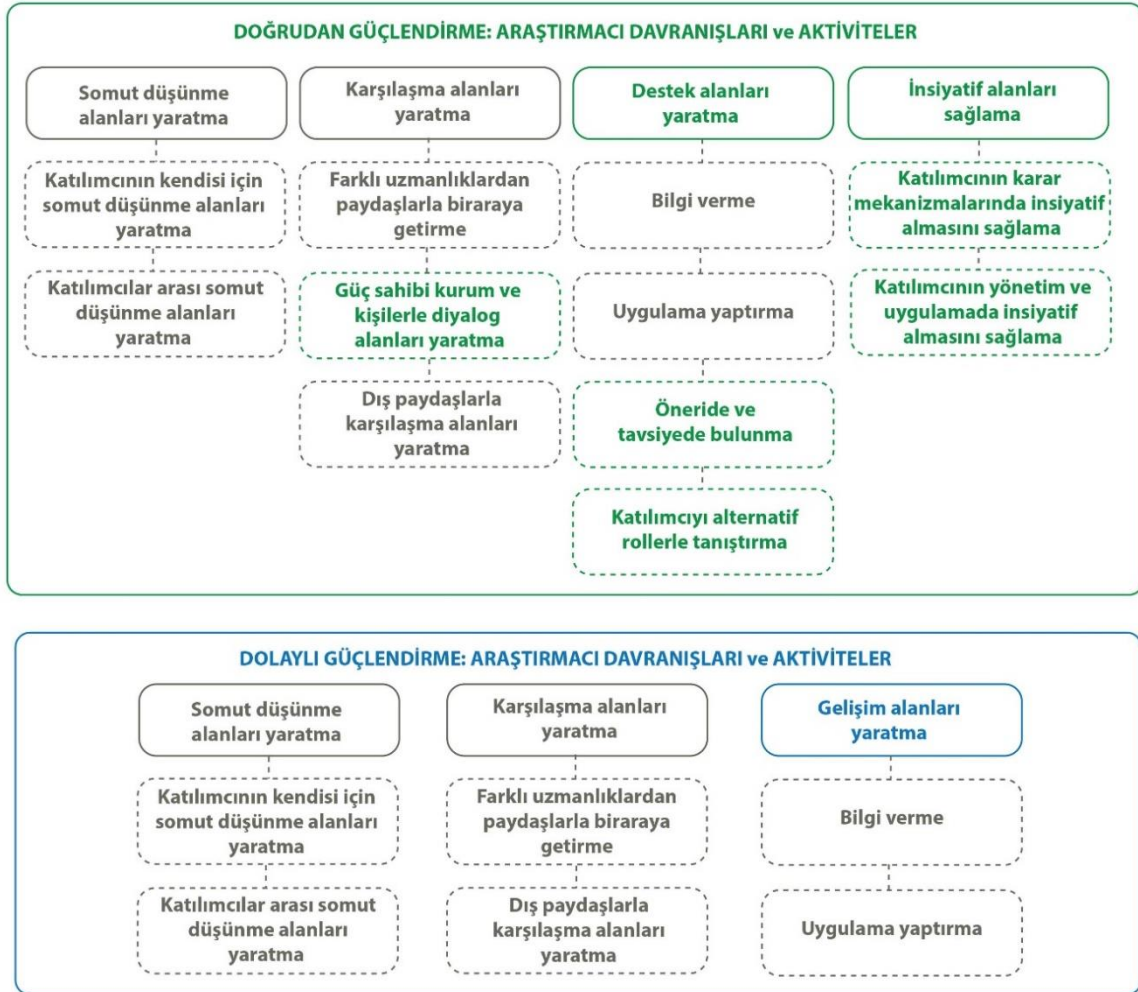 DOĞRUDAN GÜÇLENDİRME: ARAŞTIRMACI DAVRANIŞLARI ve AKTİVİTELER
Somut düşünme
alanları yaratma
Katılımcının kendisi için
somut düşünme alanları
yaratma
Katılımcılar arası somut
düşünme alanları
yaratma
Karşılaşma alanları
yaratma
Farklı uzmanlıklardan
paydaşlarla biraraya
getirme
Güç sahibi kurum ve
kişilerle diyalog
alanları yaratma
Dış paydaşlarla
karşılaşma alanları
yaratma
Destek alanları
yaratma
Bilgi verme
Uygulama yaptırma
Öneride ve
tavsiyede bulunma
Katılımcıyı alternatif
rollerle tanıştırma
İnsiyatif alanları
sağlama
Katılımcının karar
mekanizmalarında insiyatif
almasını sağlama
Katılımcının yönetim ve
uygulamada insiyatif
almasını sağlama
DOLAYLI GÜÇLENDİRME: ARAŞTIRMACI DAVRANIŞLARI ve AKTİVİTELER
Somut düşünme
alanları yaratma
Katılımcının kendisi için
somut düşünme alanları
yaratma
Katılımcılar arası somut
düşünme alanları
yaratma
Karşılaşma alanları
yaratma
Farklı uzmanlıklardan
paydaşlarla biraraya
getirme
Dış paydaşlarla
karşılaşma alanları
yaratma
Gelişim alanları
yaratma
Bilgi verme
Uygulama yaptırma